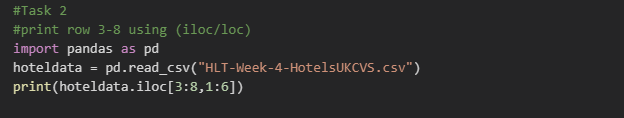 #Task 2
#print row 3-8 using (iloc/loc)
import pandas as pd
hoteldata = pd.read_csv("HLT-Week-4-HotelsUKCVS.csv")
print(hoteldata.iloc[3:8,1:6])